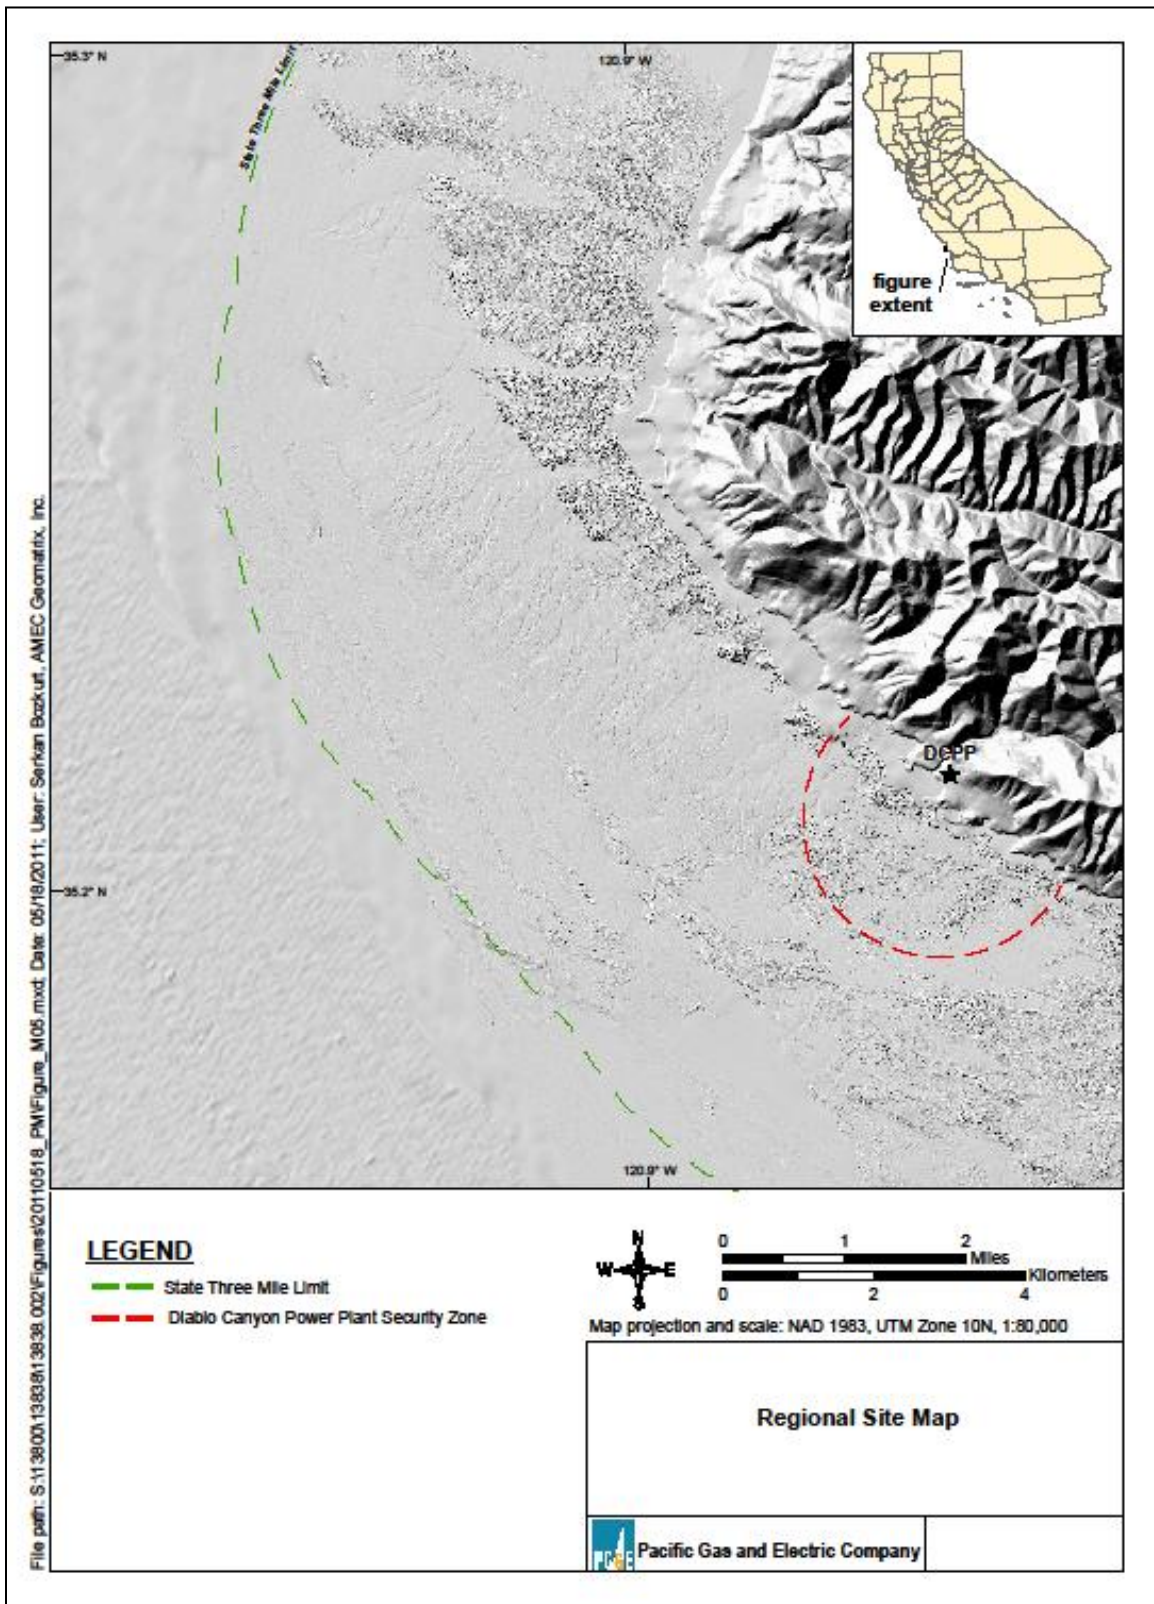 35.3° N
120.9° W
State Three Mile Limit
figure
extent
DCPP
35.2° N
120.9° W
File path: S:\13800\13838\13838.002\Figures\20110518_PM\Figure_M05.mxd; Date: 05/18/2011; User: Serkan Bozkurt, AMEC Geomatrix, Inc.
LEGEND
State Three Mile Limit
Diablo Canyon Power Plant Security Zone
N
W E
S
0 1 2
Miles
Kilometers
0 2 4
Map projection and scale: NAD 1983, UTM Zone 10N, 1:80,000
Regional Site Map
PG&E
Pacific Gas and Electric Company